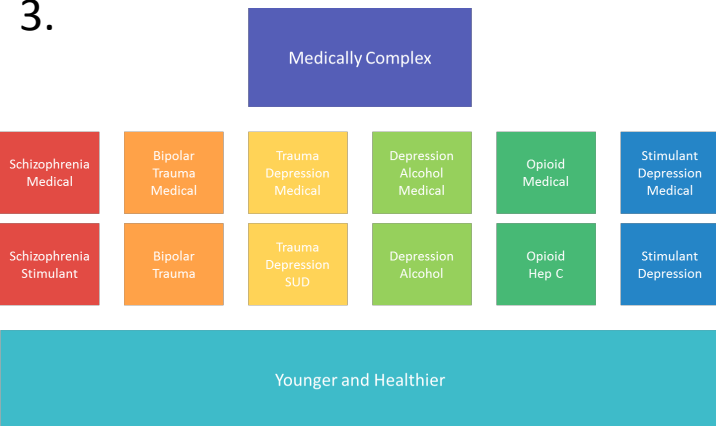 3.
Medically Complex
Schizophrenia
Medical
Bipolar
Trauma
Medical
Trauma
Depression
Medical
Depression
Alcohol
Medical
Opioid
Medical
Stimulant
Depression
Medical
Schizophrenia
Stimulant
Bipolar
Trauma
Trauma
Depression
SUD
Depression
Alcohol
Opioid
Hep C
Stimulant
Depression
Younger and Healthier